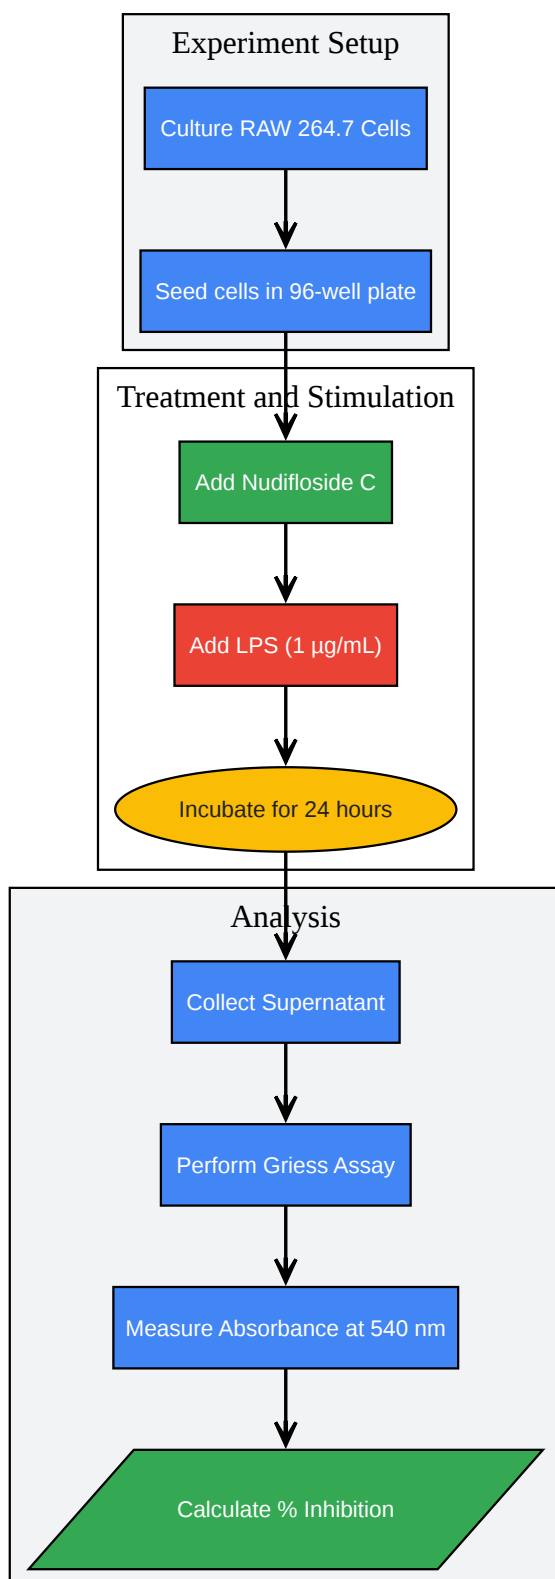 Experiment Setup
Culture RAW 264.7 Cells
Seed cells in 96-well plate
Treatment and Stimulation
Add Nudifloside C
Add LPS (1 µg/mL)
Incubate for 24 hours
Analysis
Collect Supernatant
Perform Griess Assay
Measure Absorbance at 540 nm
Calculate % Inhibition